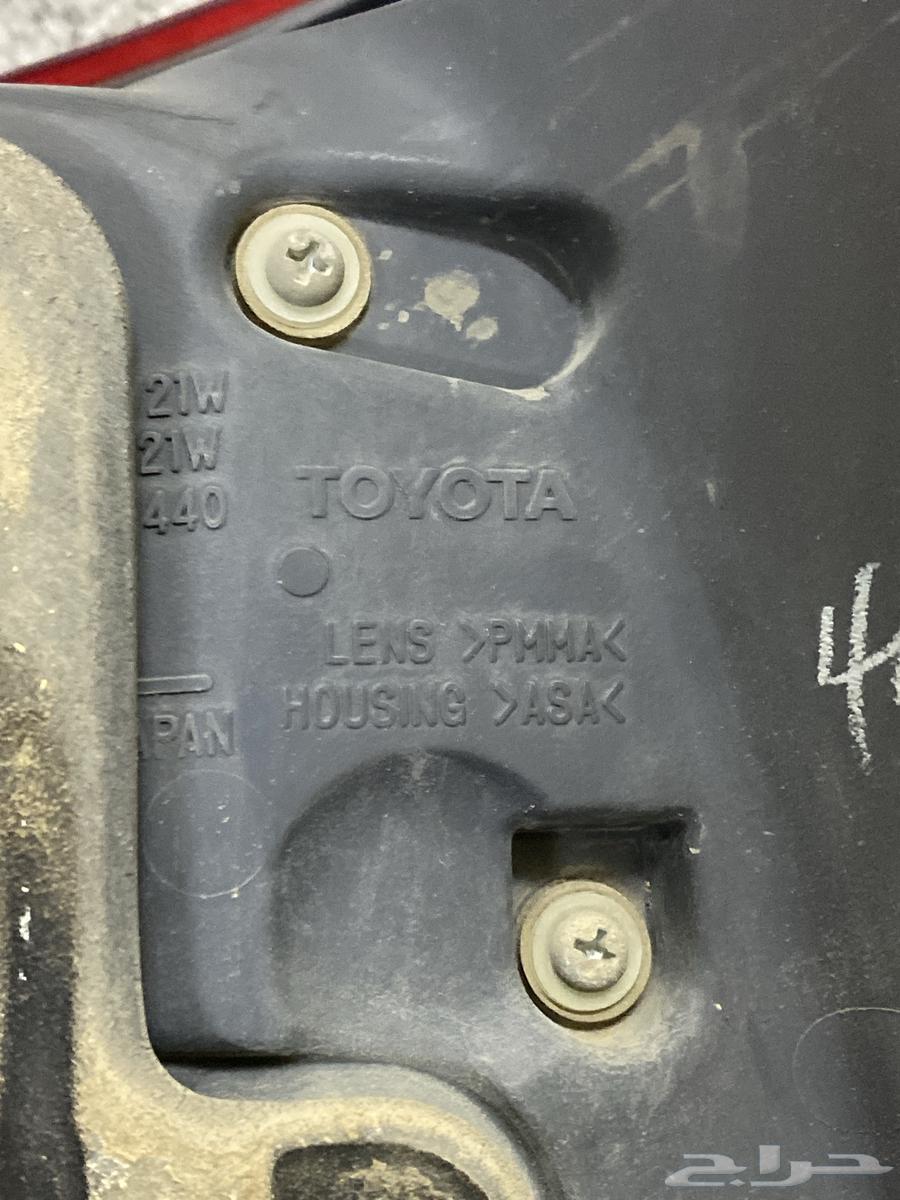 21W
21W
440
TOYOTA
LENS >PMMA<
HOUSING >ASA<
APAN
حراج